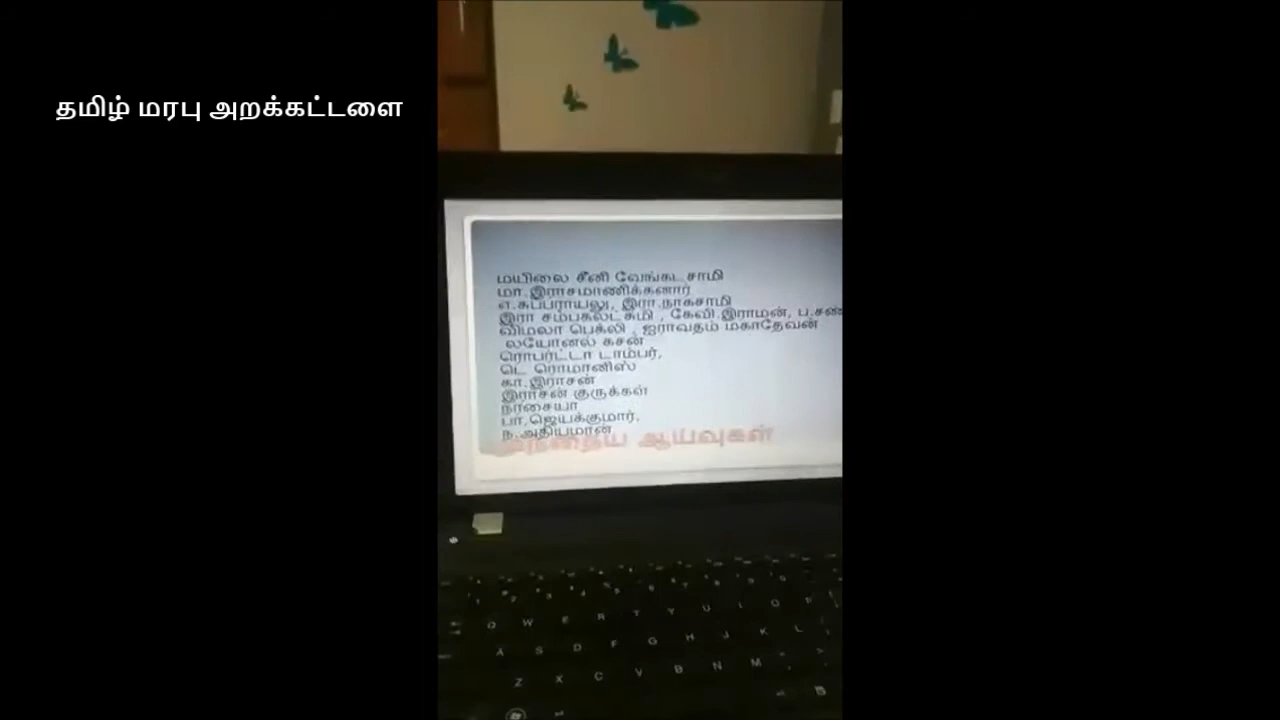 தமிழ் மரபு அறக்கட்டளை
மயிலை சீனி வேங்கடசாமி
மா.இராசமாணிக்கனார்
எ.சுப்பராயலு, இரா.நாகசாமி
இரா சம்பகலட்சுமி , கேவி.இராமன், ப.சண்
விமலா பெக்லி , ஐராவதம் மகாதேவன்
லயோனல் கசன்
ரொபர்ட்டா டாம்பர்,
டெ ரொமானிஸ்
கா.இராசன்
இராசன் குருக்கள்
நரசையா
பா.ஜெயக்குமார்.
ந.அதியமான்
முந்தைய ஆய்வுகள்
Q W E R T Y U I O P
A S D F G H J K L
Z X C V B N M